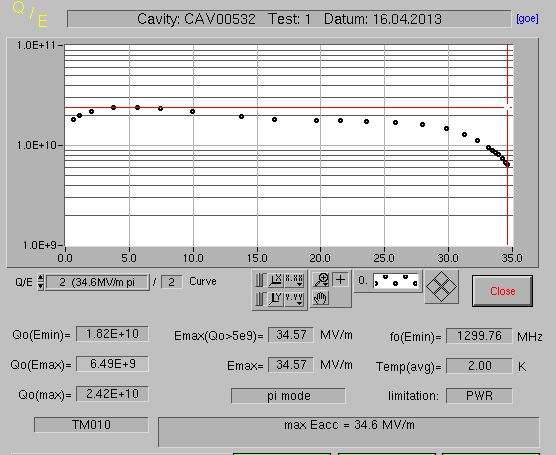 Q/E
Cavity: CAV00532 Test: 1 Datum: 16.04.2013 [goe]
1.0E+11
1.0E+10
1.0E+9
0.0 5.0 10.0 15.0 20.0 25.0 30.0 35.0
Q/E 2 (34.6MV/m pi / 2 Curve
X X.XX
Y Y.YY
0.
Close
Qo(Emin)= 1.82E+10 Emax(Qo>5e9)= 34.57 MV/m fo(Emin)= 1299.76 MHz
Qo(Emax)= 6.49E+9 Emax= 34.57 MV/m Temp(avg)= 2.00 K
Qo(max)= 2.42E+10 pi mode limitation: PWR
TM010 max Eacc = 34.6 MV/m